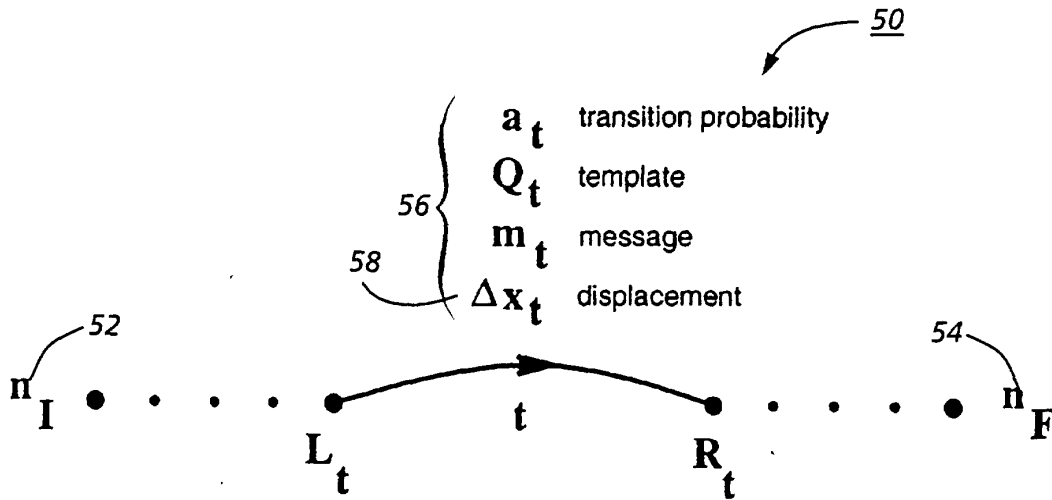 50
a_t transition probability
Q_t template
56
m_t message
58
Δx_t displacement
52
54
n_I
n_F
t
L_t
R_t